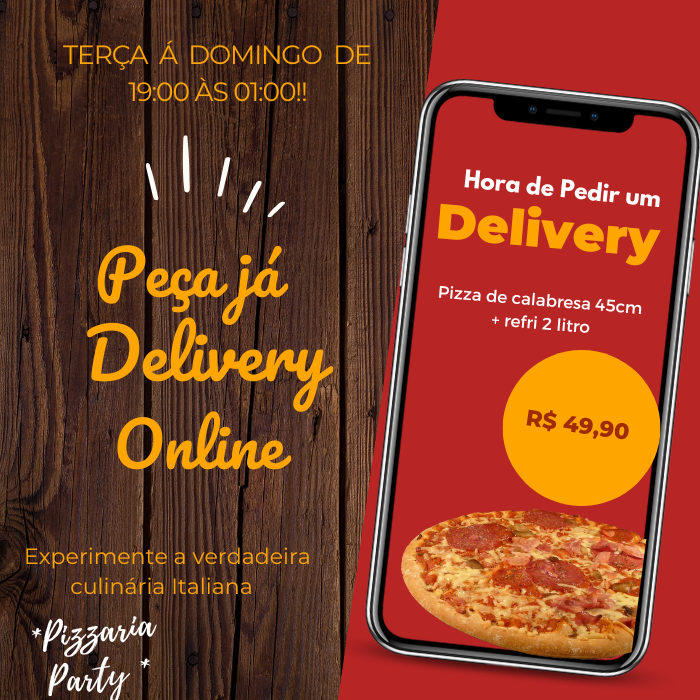 TERÇA Á DOMINGO DE
19:00 ÀS 01:00!!
Peça já
Delivery
Online
Experimente a verdadeira
culinária Italiana
*Pizzaria
Party *
Hora de Pedir um
Delivery
Pizza de calabresa 45cm
+ refri 2 litro
R$ 49,90